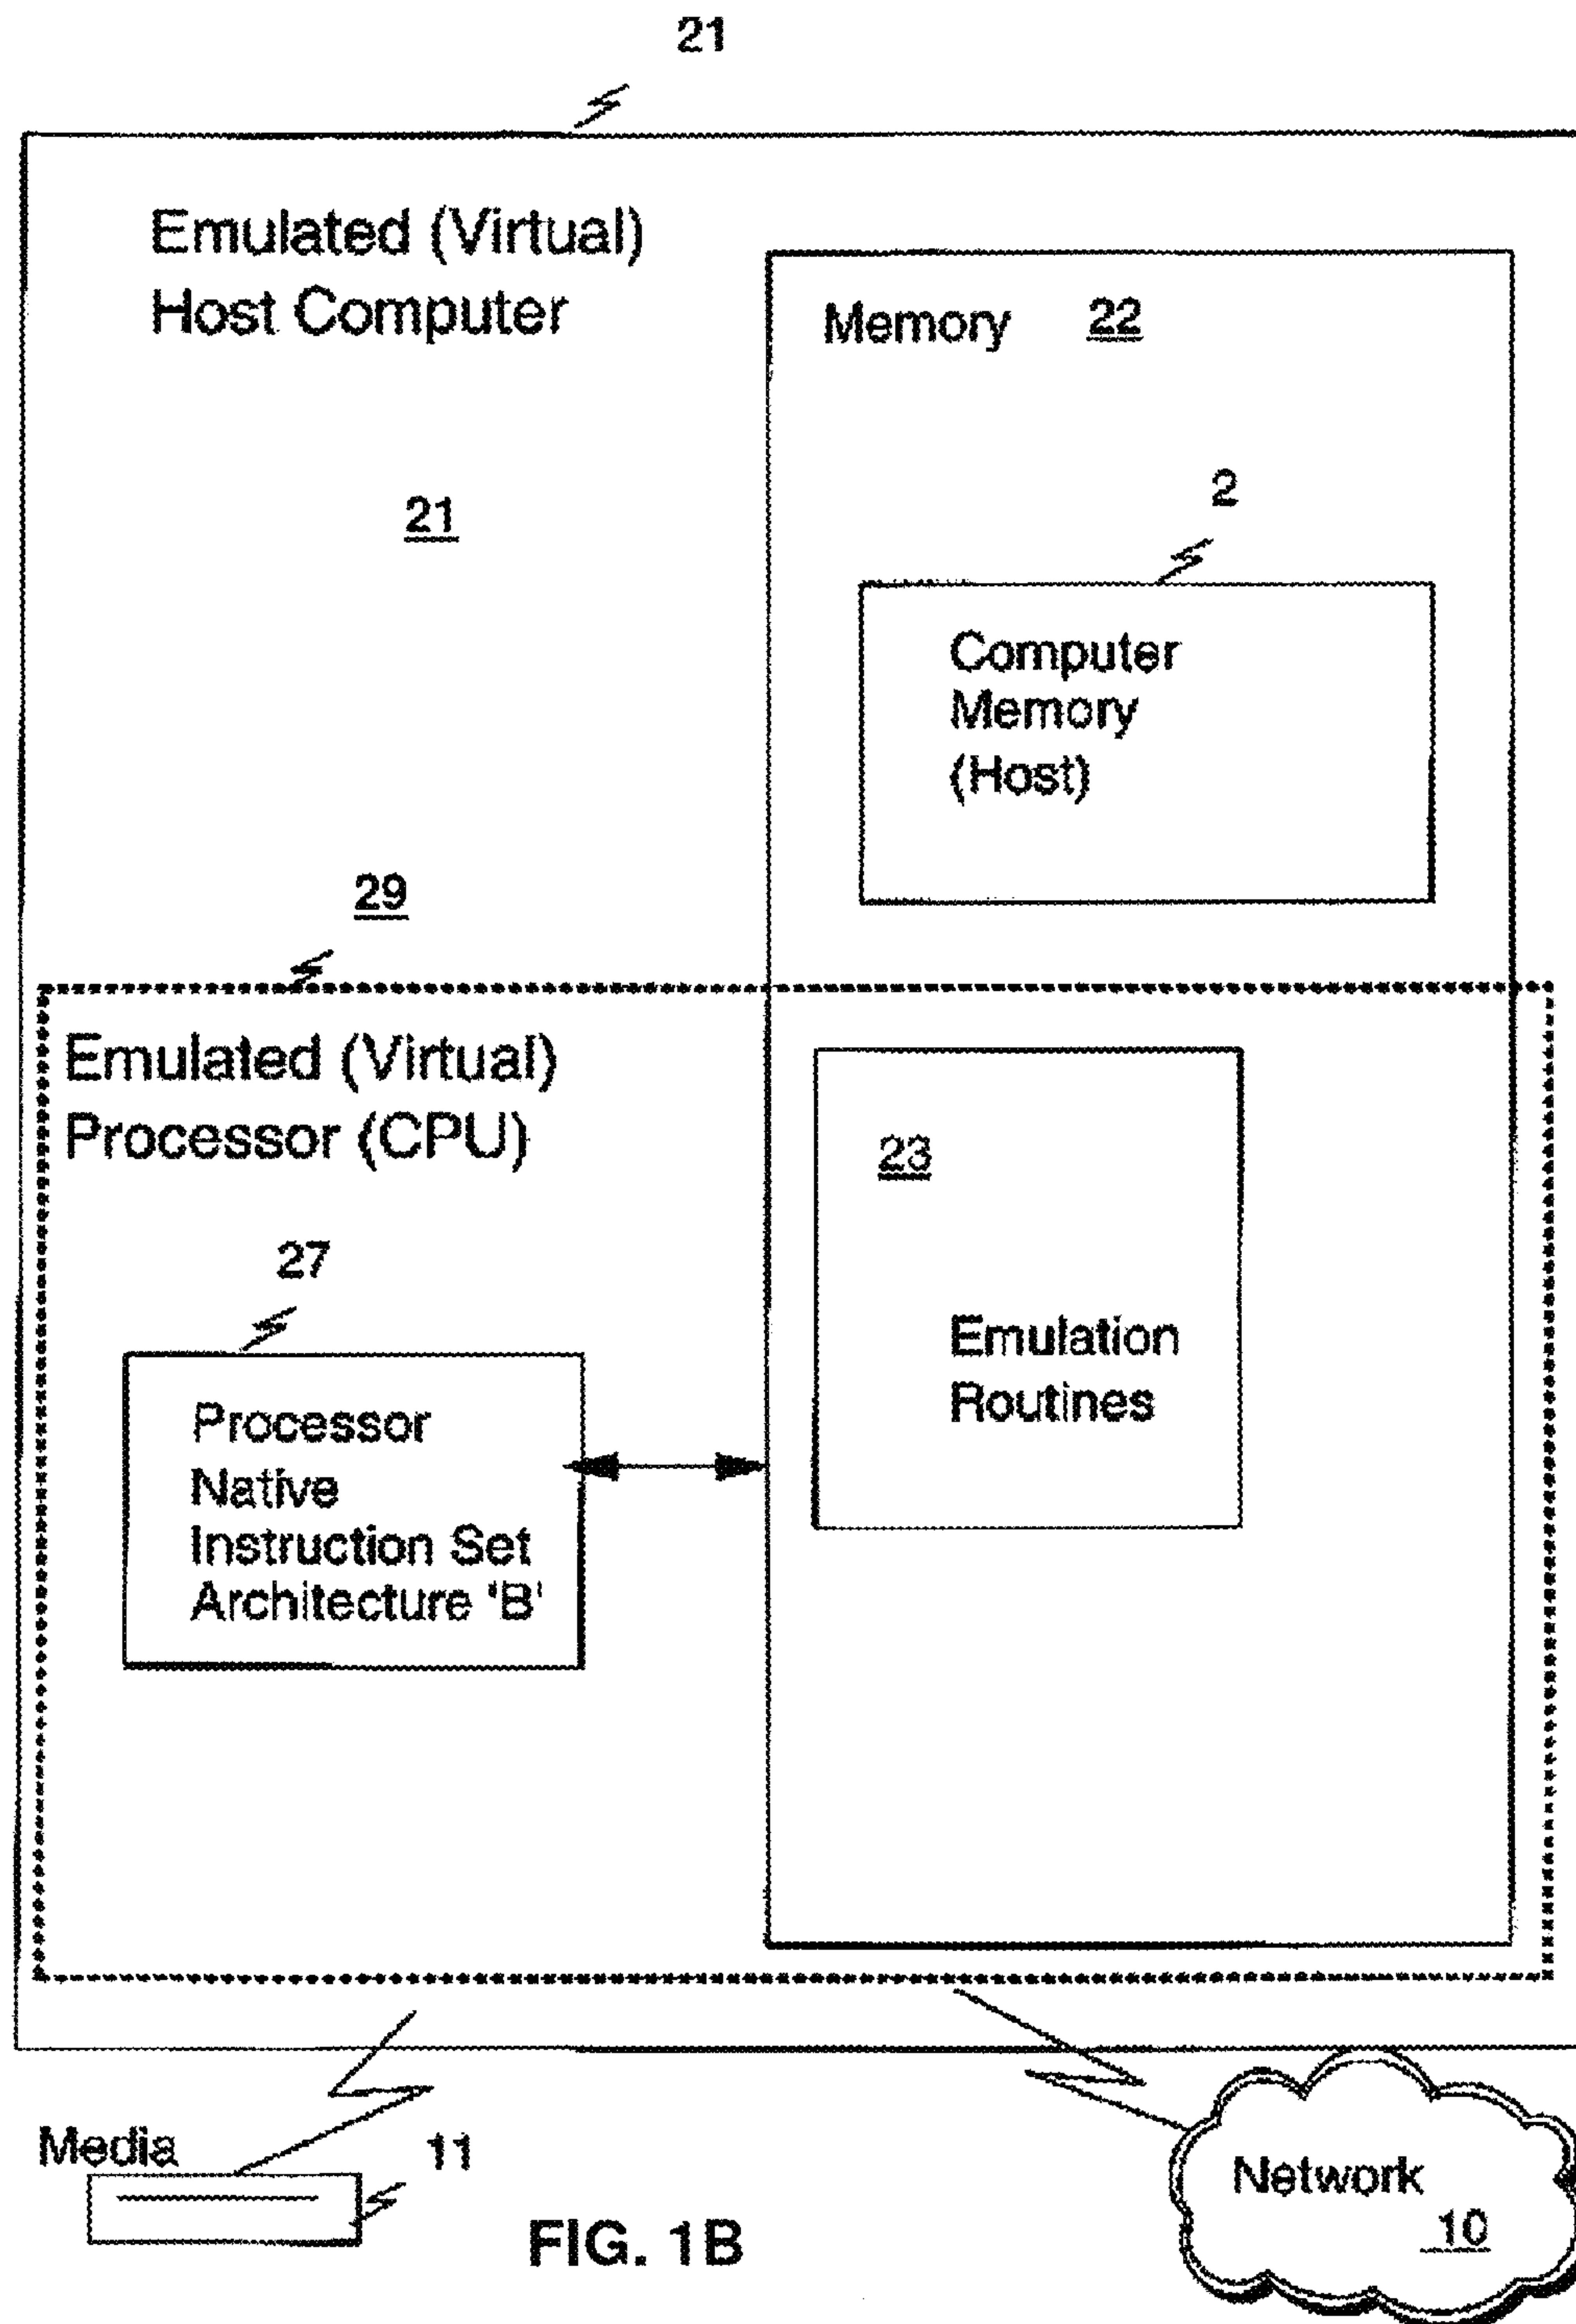 21
Emulated (Virtual)
Host Computer
Memory 22
21
2
Computer
Memory
(Host)
29
Emulated (Virtual)
Processor (CPU)
23
27
Emulation
Routines
Processor
Native
Instruction Set
Architecture 'B'
Media
11
Network
10
FIG. 1B